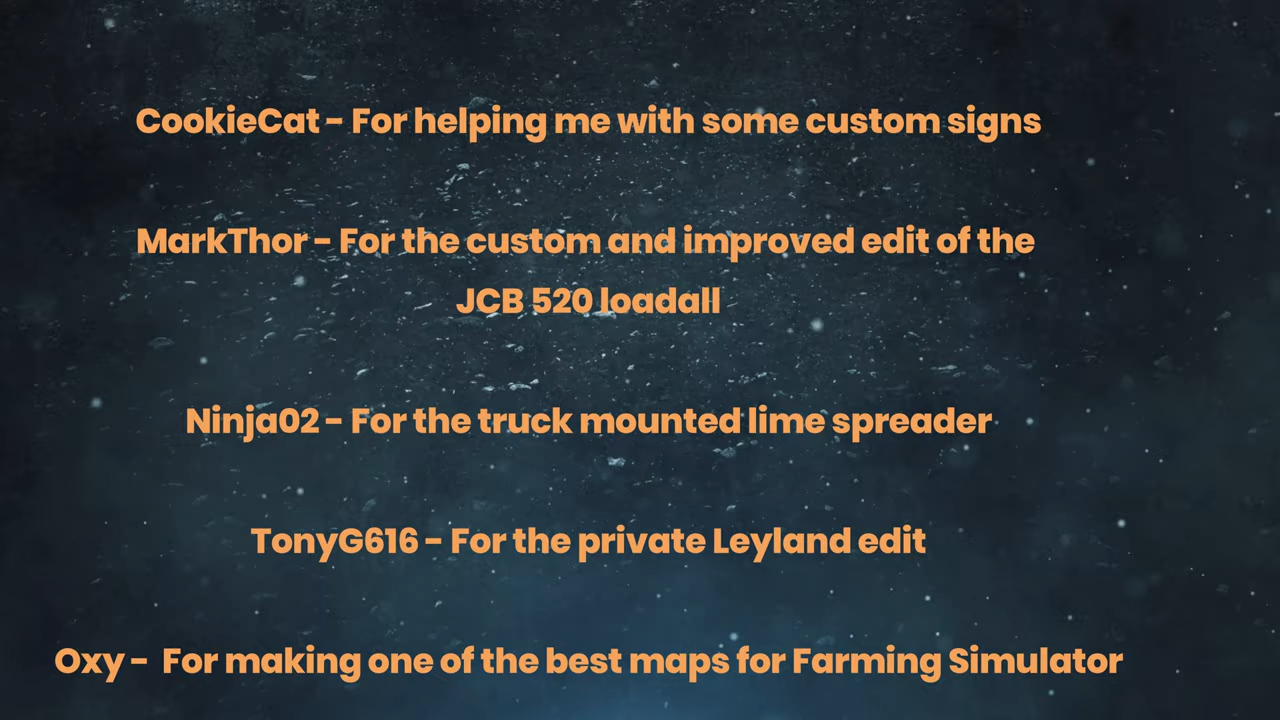 CookieCat - For helping me with some custom signs
MarkThor - For the custom and improved edit of the
JCB 520 loadall
Ninja02 - For the truck mounted lime spreader
TonyG616 - For the private Leyland edit
Oxy - For making one of the best maps for Farming Simulator